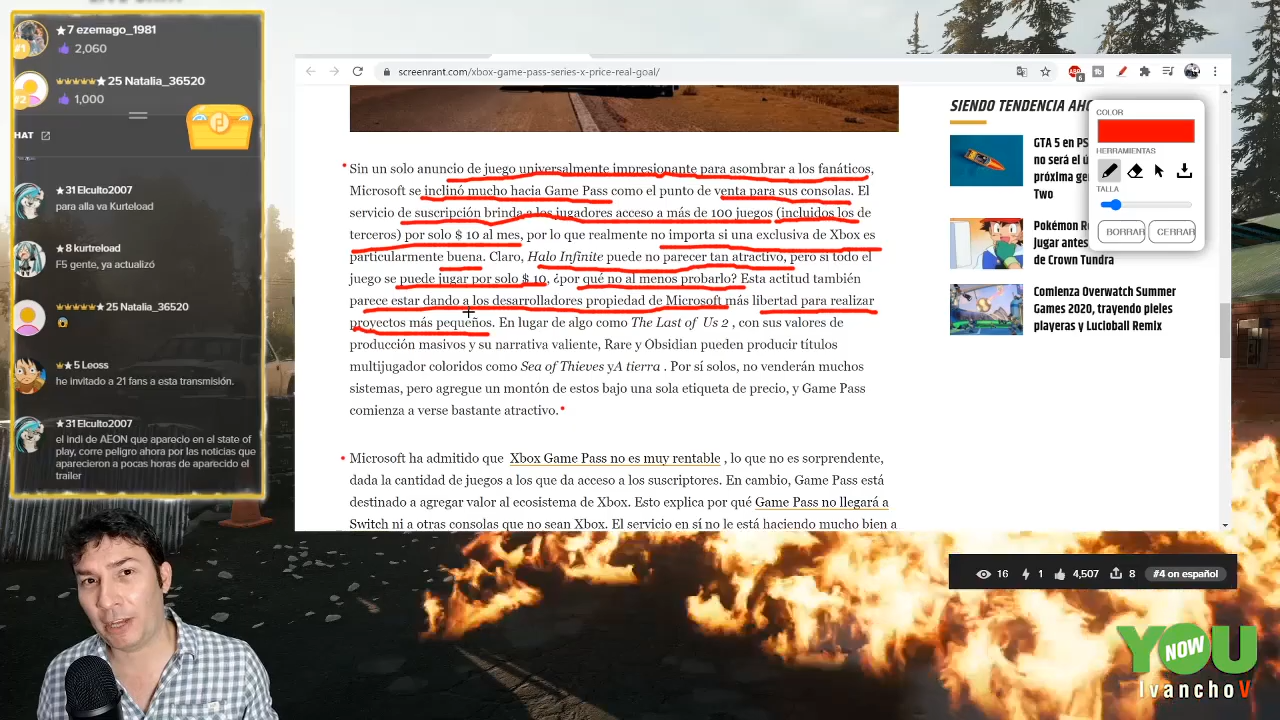 ★7 ezemago_1981
#1
2,060
★25 Natalia_36520
#2
1,000
HAT
★31 Elculto2007
para alla va Kurteload
★8 kurtreload
F5 gente, ya actualizó
★25 Natalia_36520
★5 Leoss
he invitado a 21 fans a esta transmisión.
★31 Elculto2007
el indi de AEON que aparecio en el state of
play, corre peligro ahora por las noticias que
aparecieron a pocas horas de aparecido el
trailer
screenrant.com/xbox-game-pass-series-x-price-real-goal/
ABP
6
Sin un solo anuncio de juego universalmente impresionante para asombrar a los fanáticos,
Microsoft se inclinó mucho hacia Game Pass como el punto de venta para sus consolas. El
servicio de suscripción brinda a los jugadores acceso a más de 100 juegos (incluidos los de
terceros) por solo $ 10 al mes, por lo que realmente no importa si una exclusiva de Xbox es
particularmente buena. Claro, Halo Infinite puede no parecer tan atractivo, pero si todo el
juego se puede jugar por solo $ 10, ¿por qué no al menos probarlo? Esta actitud también
parece estar dando a los desarrolladores propiedad de Microsoft más libertad para realizar
proyectos más pequeños. En lugar de algo como The Last of Us 2 , con sus valores de
producción masivos y su narrativa valiente, Rare y Obsidian pueden producir títulos
multijugador coloridos como Sea of Thieves yA tierra . Por sí solos, no venderán muchos
sistemas, pero agregue un montón de estos bajo una sola etiqueta de precio, y Game Pass
comienza a verse bastante atractivo.
Microsoft ha admitido que Xbox Game Pass no es muy rentable , lo que no es sorprendente,
dada la cantidad de juegos a los que da acceso a los suscriptores. En cambio, Game Pass está
destinado a agregar valor al ecosistema de Xbox. Esto explica por qué Game Pass no llegará a
Switch ni a otras consolas que no sean Xbox. El servicio en sí no le está haciendo mucho bien a
SIENDO TENDENCIA AHO
GTA 5 en PS
no será el ú
próxima ge
Two
Pokémon R
Jugar antes
de Crown Tundra
Comienza Overwatch Summer
Games 2020, trayendo pieles
playeras y Lucioball Remix
COLOR
HERRAMIENTAS
TALLA
BORRAR
CERRAR
16
1
4,507
8
#4 on español
YOU
NOW
IvanchoV